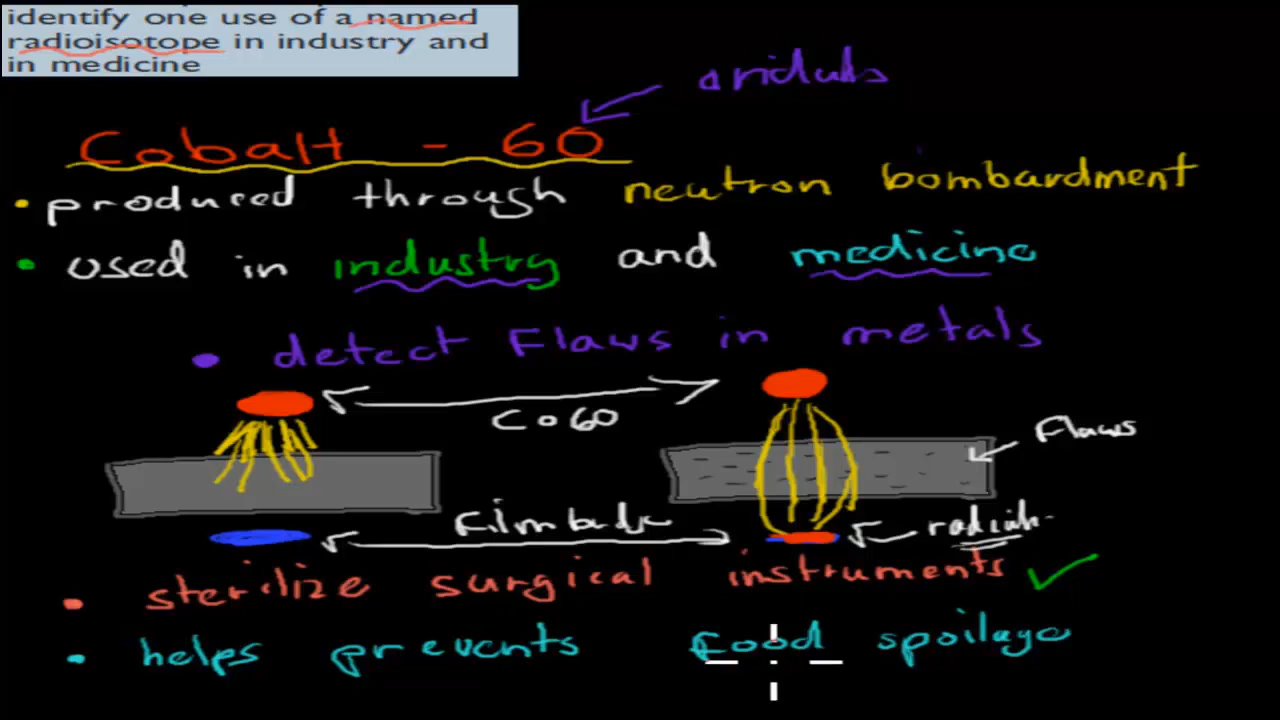 identify one use of a named
radioisotope in industry and
in medicine
Cobalt - 60
• produced through neutron bombardment
• used in industry and medicine
• detect Flaws in metals
Co60
Flaws
• sterilize surgical instruments ✓
• helps prevents food spoilage